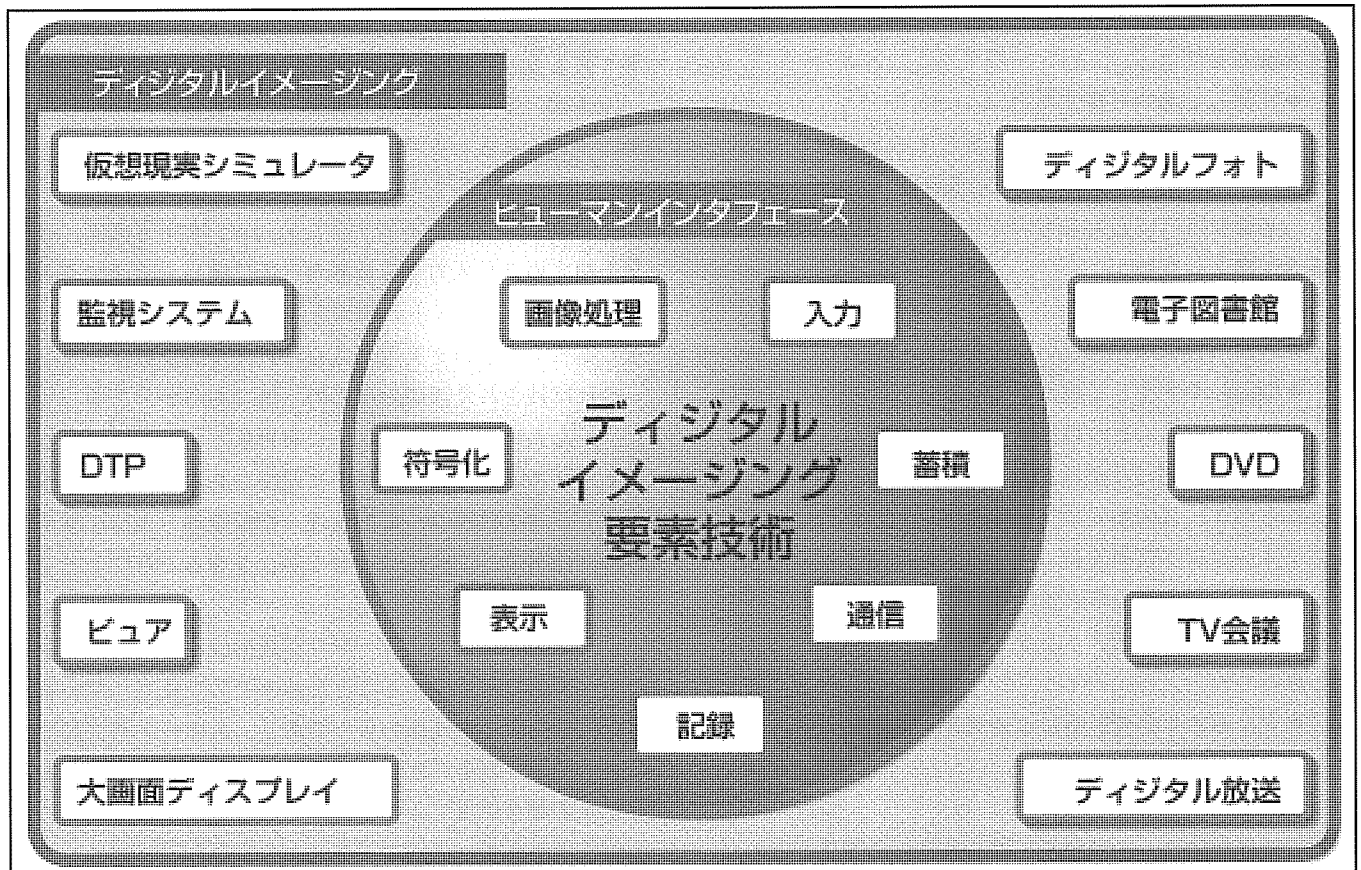 ディジタルイメージング
仮想現実シミュレータ
ディジタルフォト
ヒューマンインタフェース
監視システム
画像処理
入力
電子図書館
ディジタル
イメージング
要素技術
DTP
符号化
蓄積
DVD
ビュア
表示
通信
TV会議
記録
大画面ディスプレイ
ディジタル放送